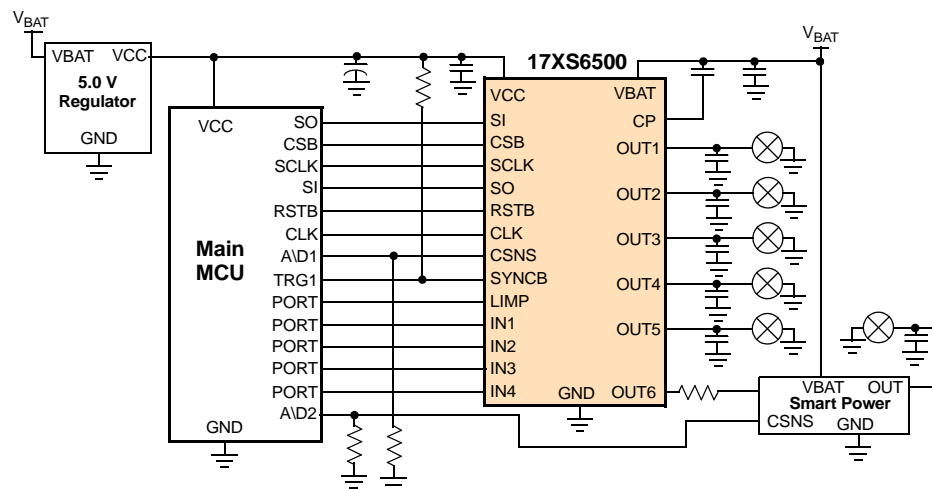 VBAT
VBAT VCC
5.0 V
Regulator
GND
Main
MCU
VCC
SO
CSB
SCLK
SI
RSTB
CLK
A\D1
TRG1
PORT
PORT
PORT
PORT
PORT
A\D2
GND
17XS6500
VCC
SI
CSB
SCLK
SO
RSTB
CLK
CSNS
SYNCB
LIMP
IN1
IN2
IN3
IN4
GND
VBAT
CP
OUT1
OUT2
OUT3
OUT4
OUT5
OUT6
VBAT
VBAT OUT
Smart Power
CSNS
GND